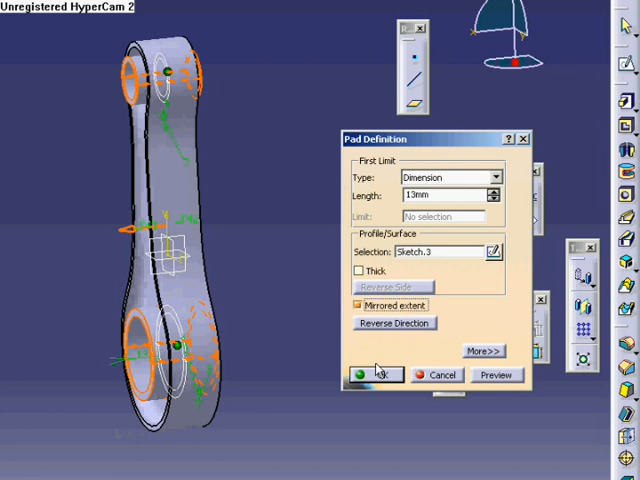 Unregistered HyperCam 2
Pad Definition
First Limit
Type: Dimension
Length: 13mm
Limit: No selection
Profile/Surface
Selection: Sketch.3
Thick
Reverse Side
Mirrored extent
Reverse Direction
More>>
Cancel
Preview